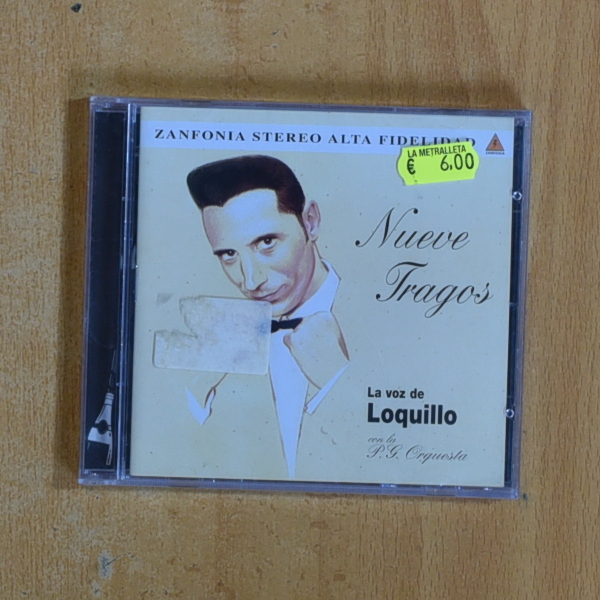 ZANFONIA STEREO ALTA FIDELIDAD
LA METRALLETA
€ 6,00
Nueve
Tragos
La voz de
Loquillo
con la
P.G. Orquesta